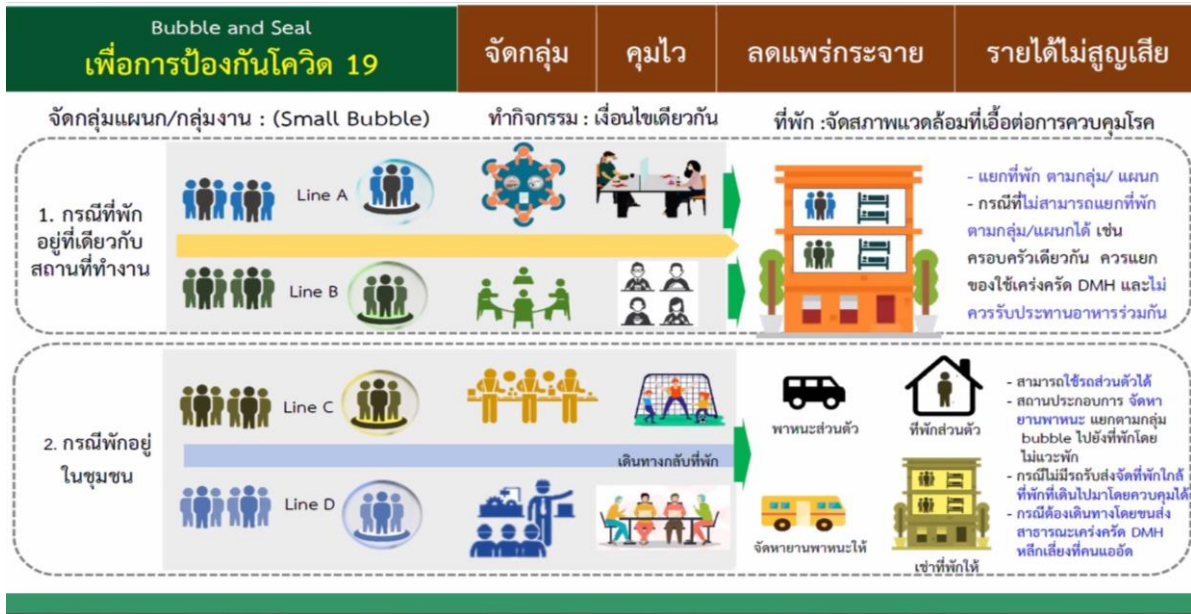 Bubble and Seal
เพื่อการป้องกันโควิด 19
จัดกลุ่ม
คุมไว
ลดแพร่กระจาย
รายได้ไม่สูญเสีย
จัดกลุ่มแผนก/กลุ่มงาน : (Small Bubble)
ทำกิจกรรม : เงื่อนไขเดียวกัน
ที่พัก :จัดสภาพแวดล้อมที่เอื้อต่อการควบคุมโรค
1. กรณีที่พัก
อยู่ที่เดียวกับ
สถานที่ทำงาน
Line A
Line B
- แยกที่พัก ตามกลุ่ม/ แผนก
- กรณีที่ไม่สามารถแยกที่พัก
ตามกลุ่ม/แผนกได้ เช่น
ครอบครัวเดียวกัน ควรแยก
ของใช้เคร่งครัด DMH และไม่
ควรรับประทานอาหารร่วมกัน
2. กรณีพักอยู่
ในชุมชน
Line C
เดินทางกลับที่พัก
Line D
พาหนะส่วนตัว
ที่พักส่วนตัว
จัดหายานพาหนะให้
เช่าที่พักให้
- สามารถใช้รถส่วนตัวได้
- สถานประกอบการ จัดหา
ยานพาหนะ แยกตามกลุ่ม
bubble ไปยังที่พักโดย
ไม่แวะพัก
- กรณีไม่มีรถรับส่งจัดที่พักใกล้
ที่พักที่เดินไปมาโดยควบคุมได้
- กรณีต้องเดินทางโดยขนส่ง
สาธารณะเคร่งครัด DMH
หลีกเลี่ยงที่คนแออัด